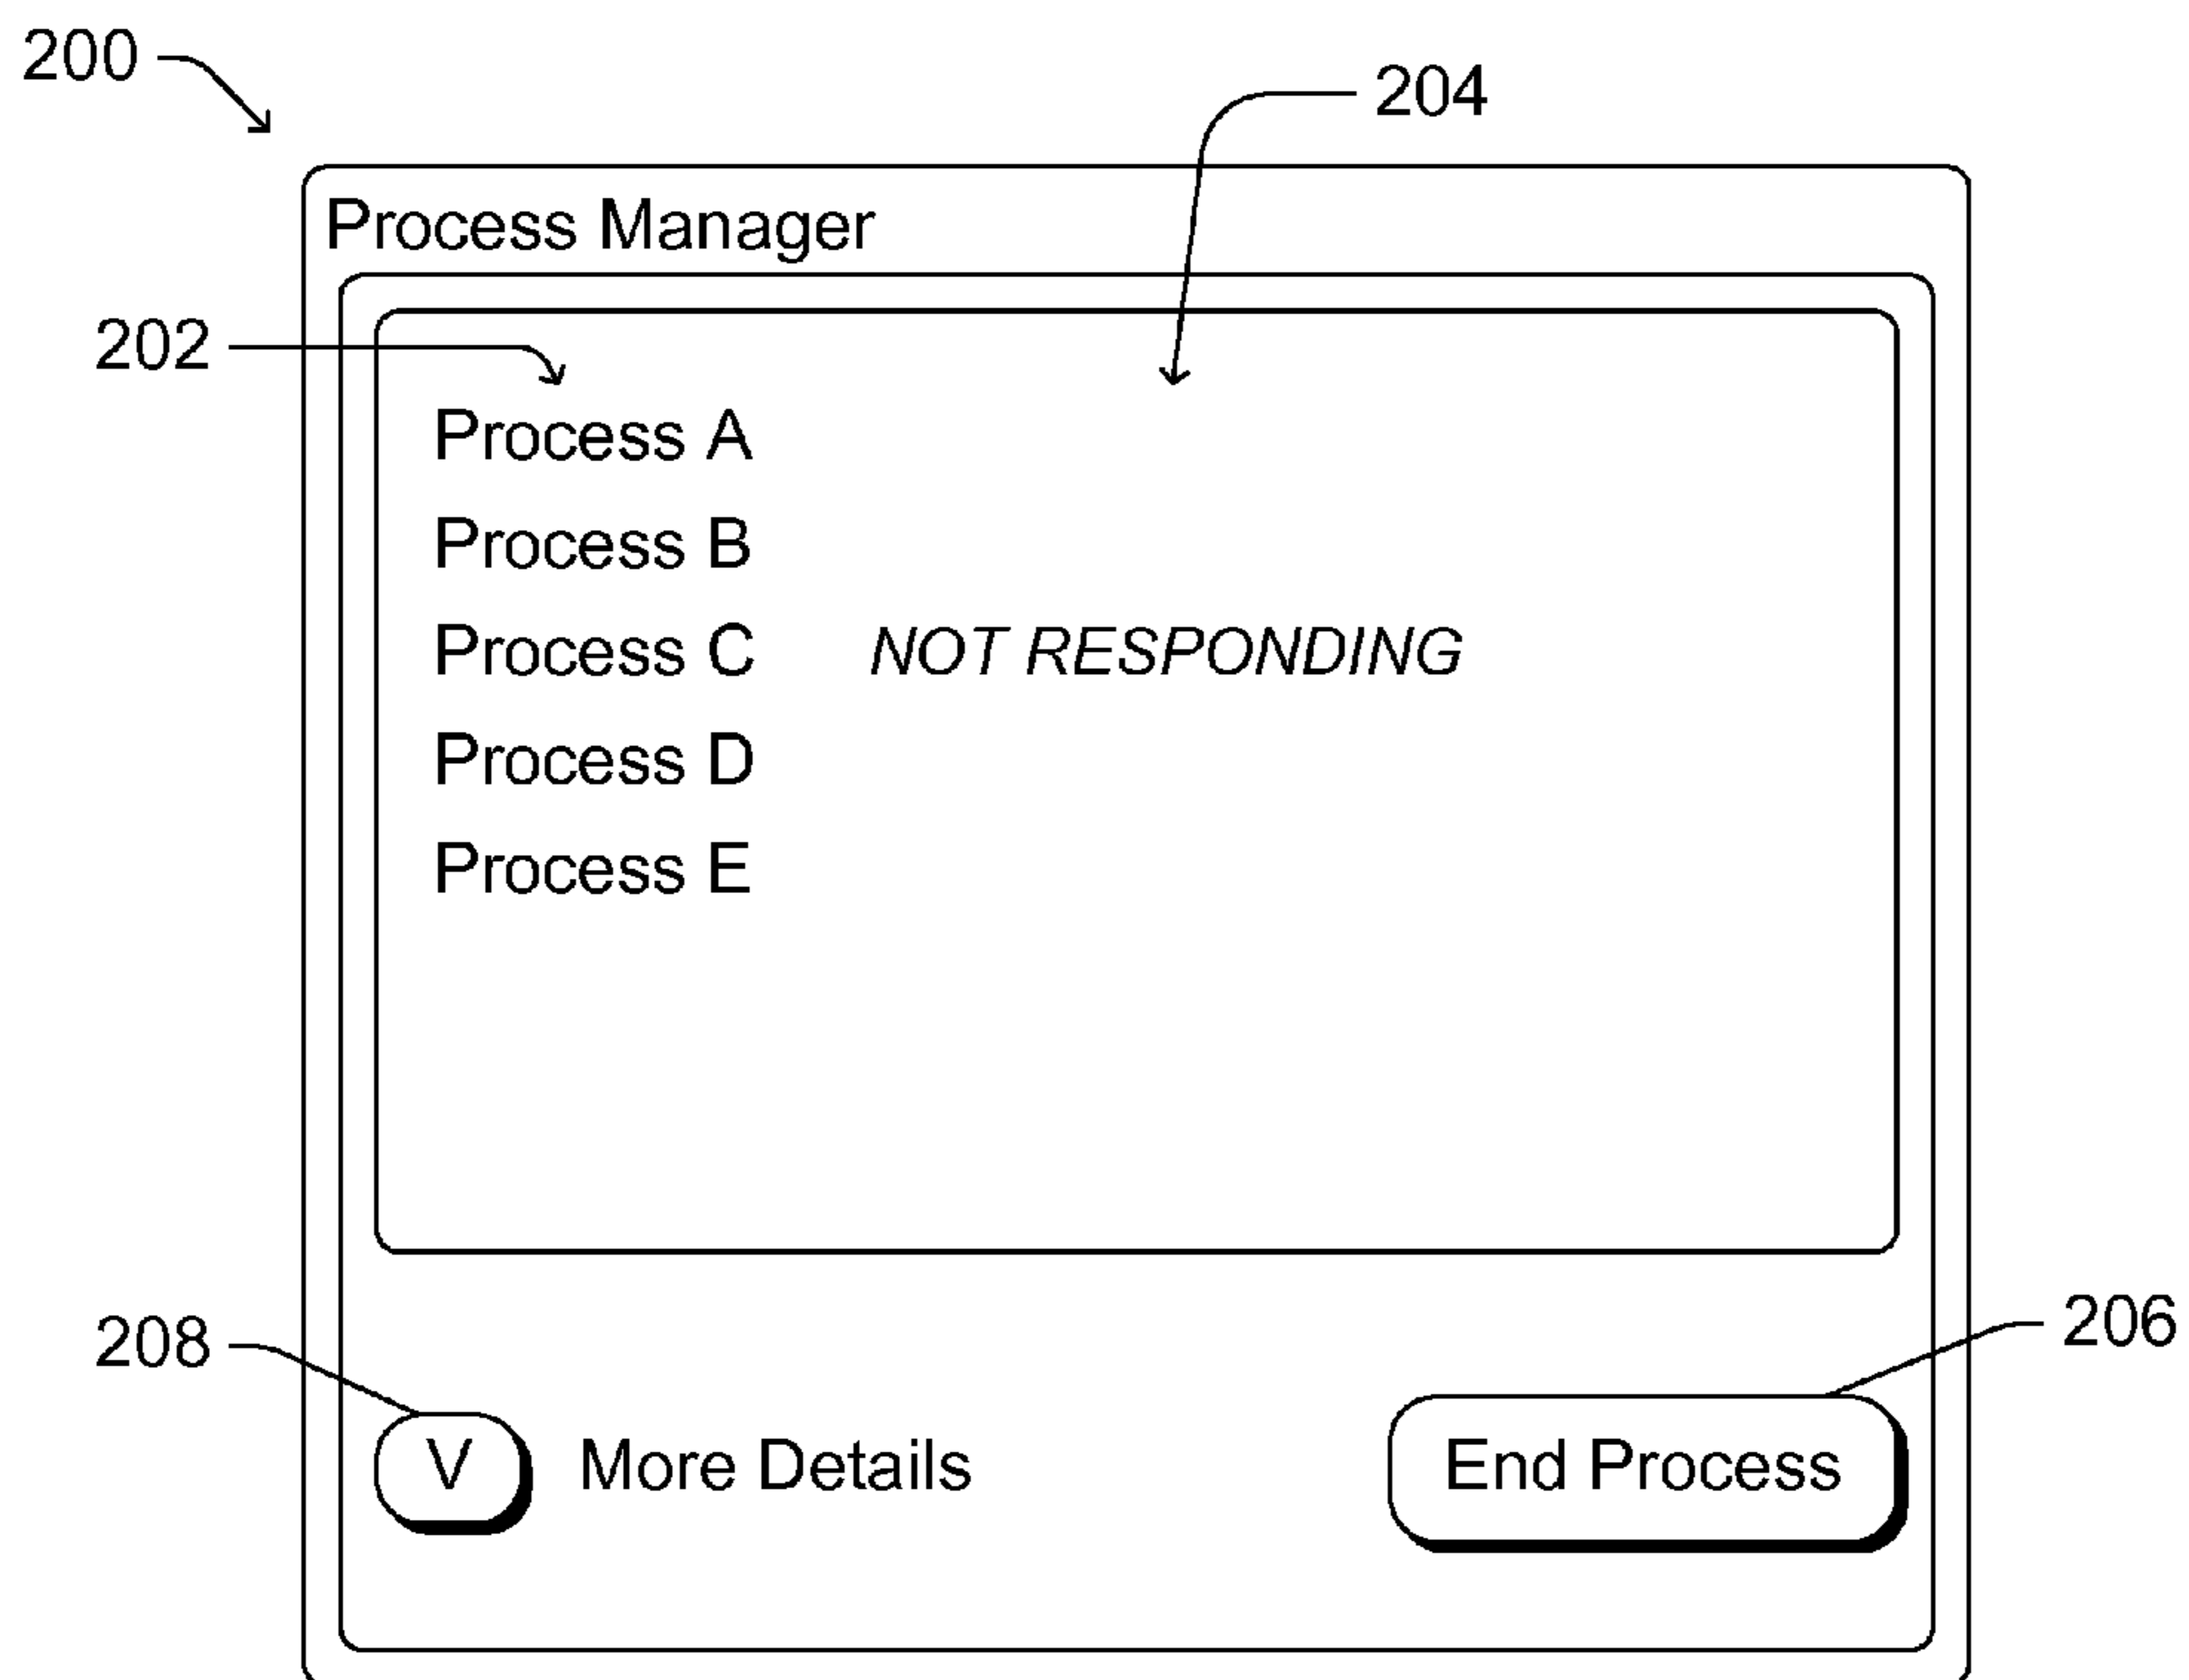 200
204
Process Manager
202
Process A
Process B
Process C NOT RESPONDING
Process D
Process E
208
206
V More Details End Process